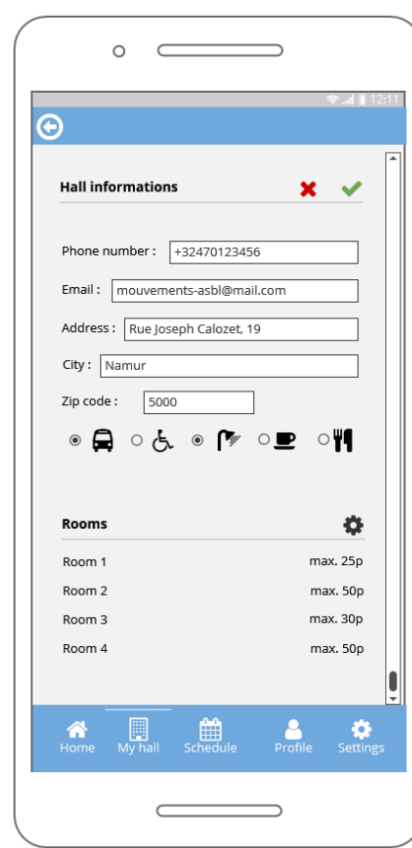 12:11
Hall informations
Phone number : +32470123456
Email : mouvements-asbl@mail.com
Address : Rue Joseph Calozet, 19
City : Namur
Zip code : 5000
Rooms
Room 1 max. 25p
Room 2 max. 50p
Room 3 max. 30p
Room 4 max. 50p
Home My hall Schedule Profile Settings